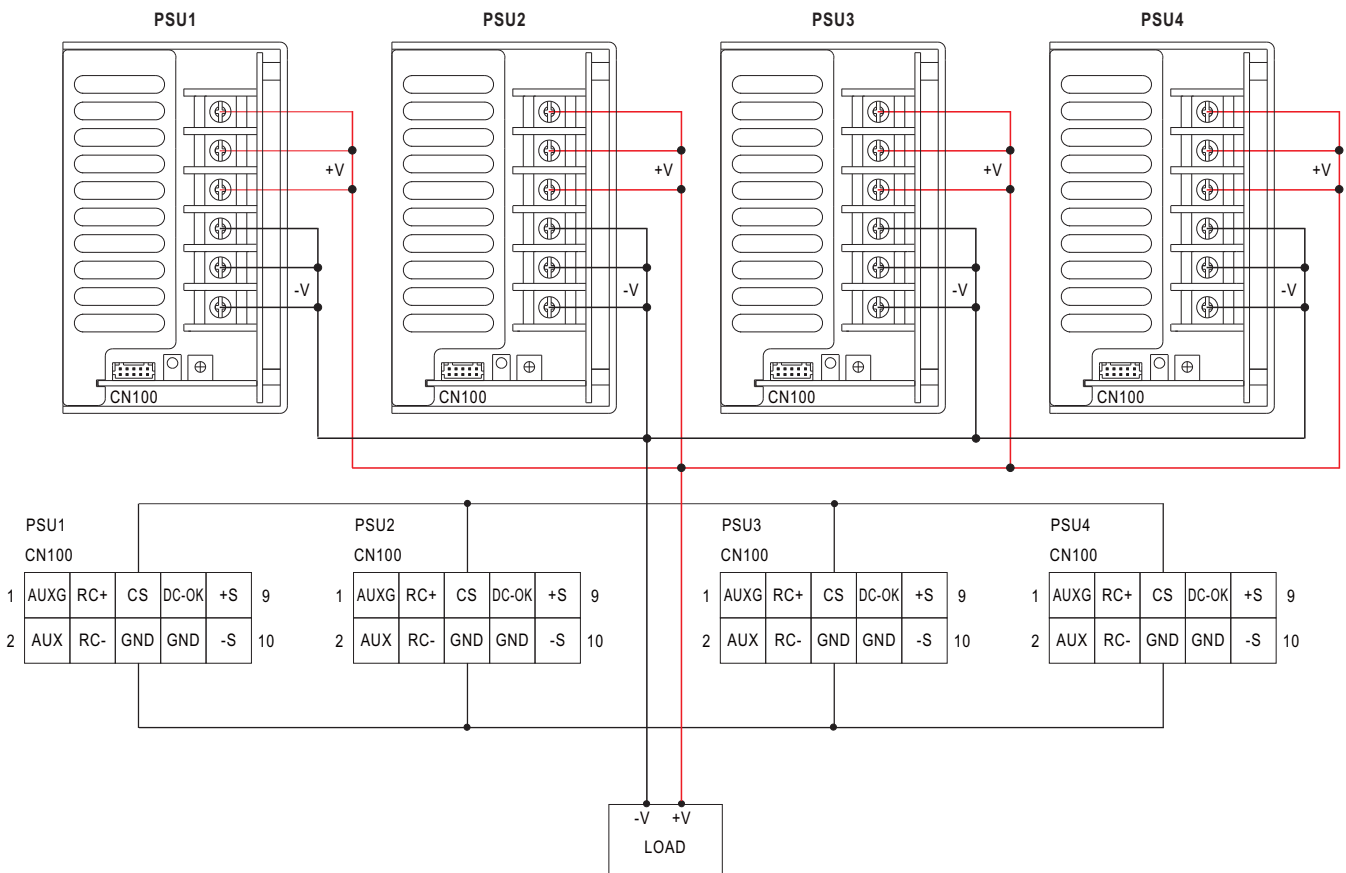 PSU1 PSU2 PSU3 PSU4
+V +V +V +V
-V -V -V -V
CN100 CN100 CN100 CN100
PSU1 PSU2 PSU3 PSU4
CN100 CN100 CN100 CN100
1 AUXG RC+ CS DC-OK +S 9 1 AUXG RC+ CS DC-OK +S 9 1 AUXG RC+ CS DC-OK +S 9 1 AUXG RC+ CS DC-OK +S 9
2 AUX RC- GND GND -S 10 2 AUX RC- GND GND -S 10 2 AUX RC- GND GND -S 10 2 AUX RC- GND GND -S 10
-V +V
LOAD